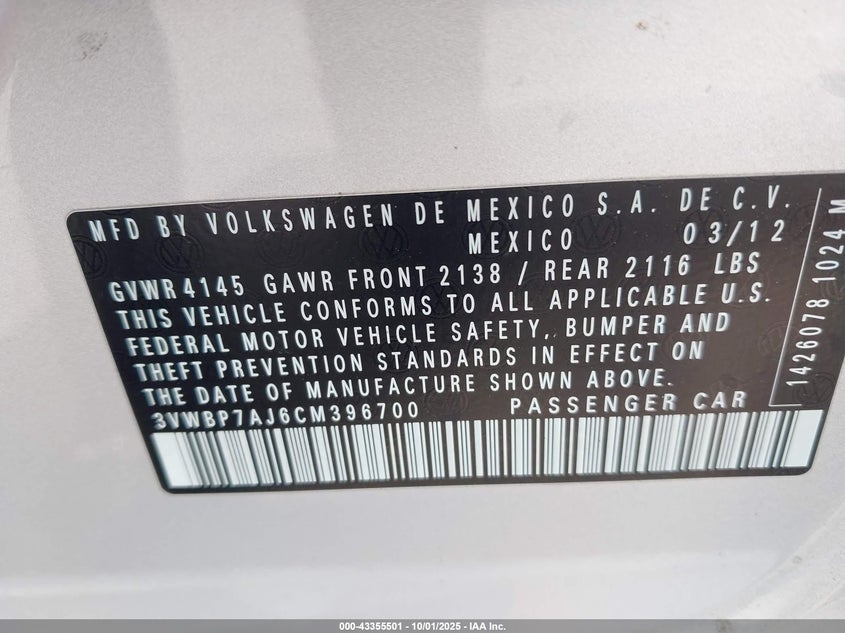 MFD BY VOLKSWAGEN DE MEXICO S.A. DE C.V.
MEXICO 03/12
GVWR4145 GAWR FRONT 2138 / REAR 2116 LBS
THIS VEHICLE CONFORMS TO ALL APPLICABLE U.S.
FEDERAL MOTOR VEHICLE SAFETY, BUMPER AND
THEFT PREVENTION STANDARDS IN EFFECT ON
THE DATE OF MANUFACTURE SHOWN ABOVE.
3VWBP7AJ6CM396700 PASSENGER CAR
1426078 1024 M
000-43355501 - 10/01/2025 - IAA Inc.